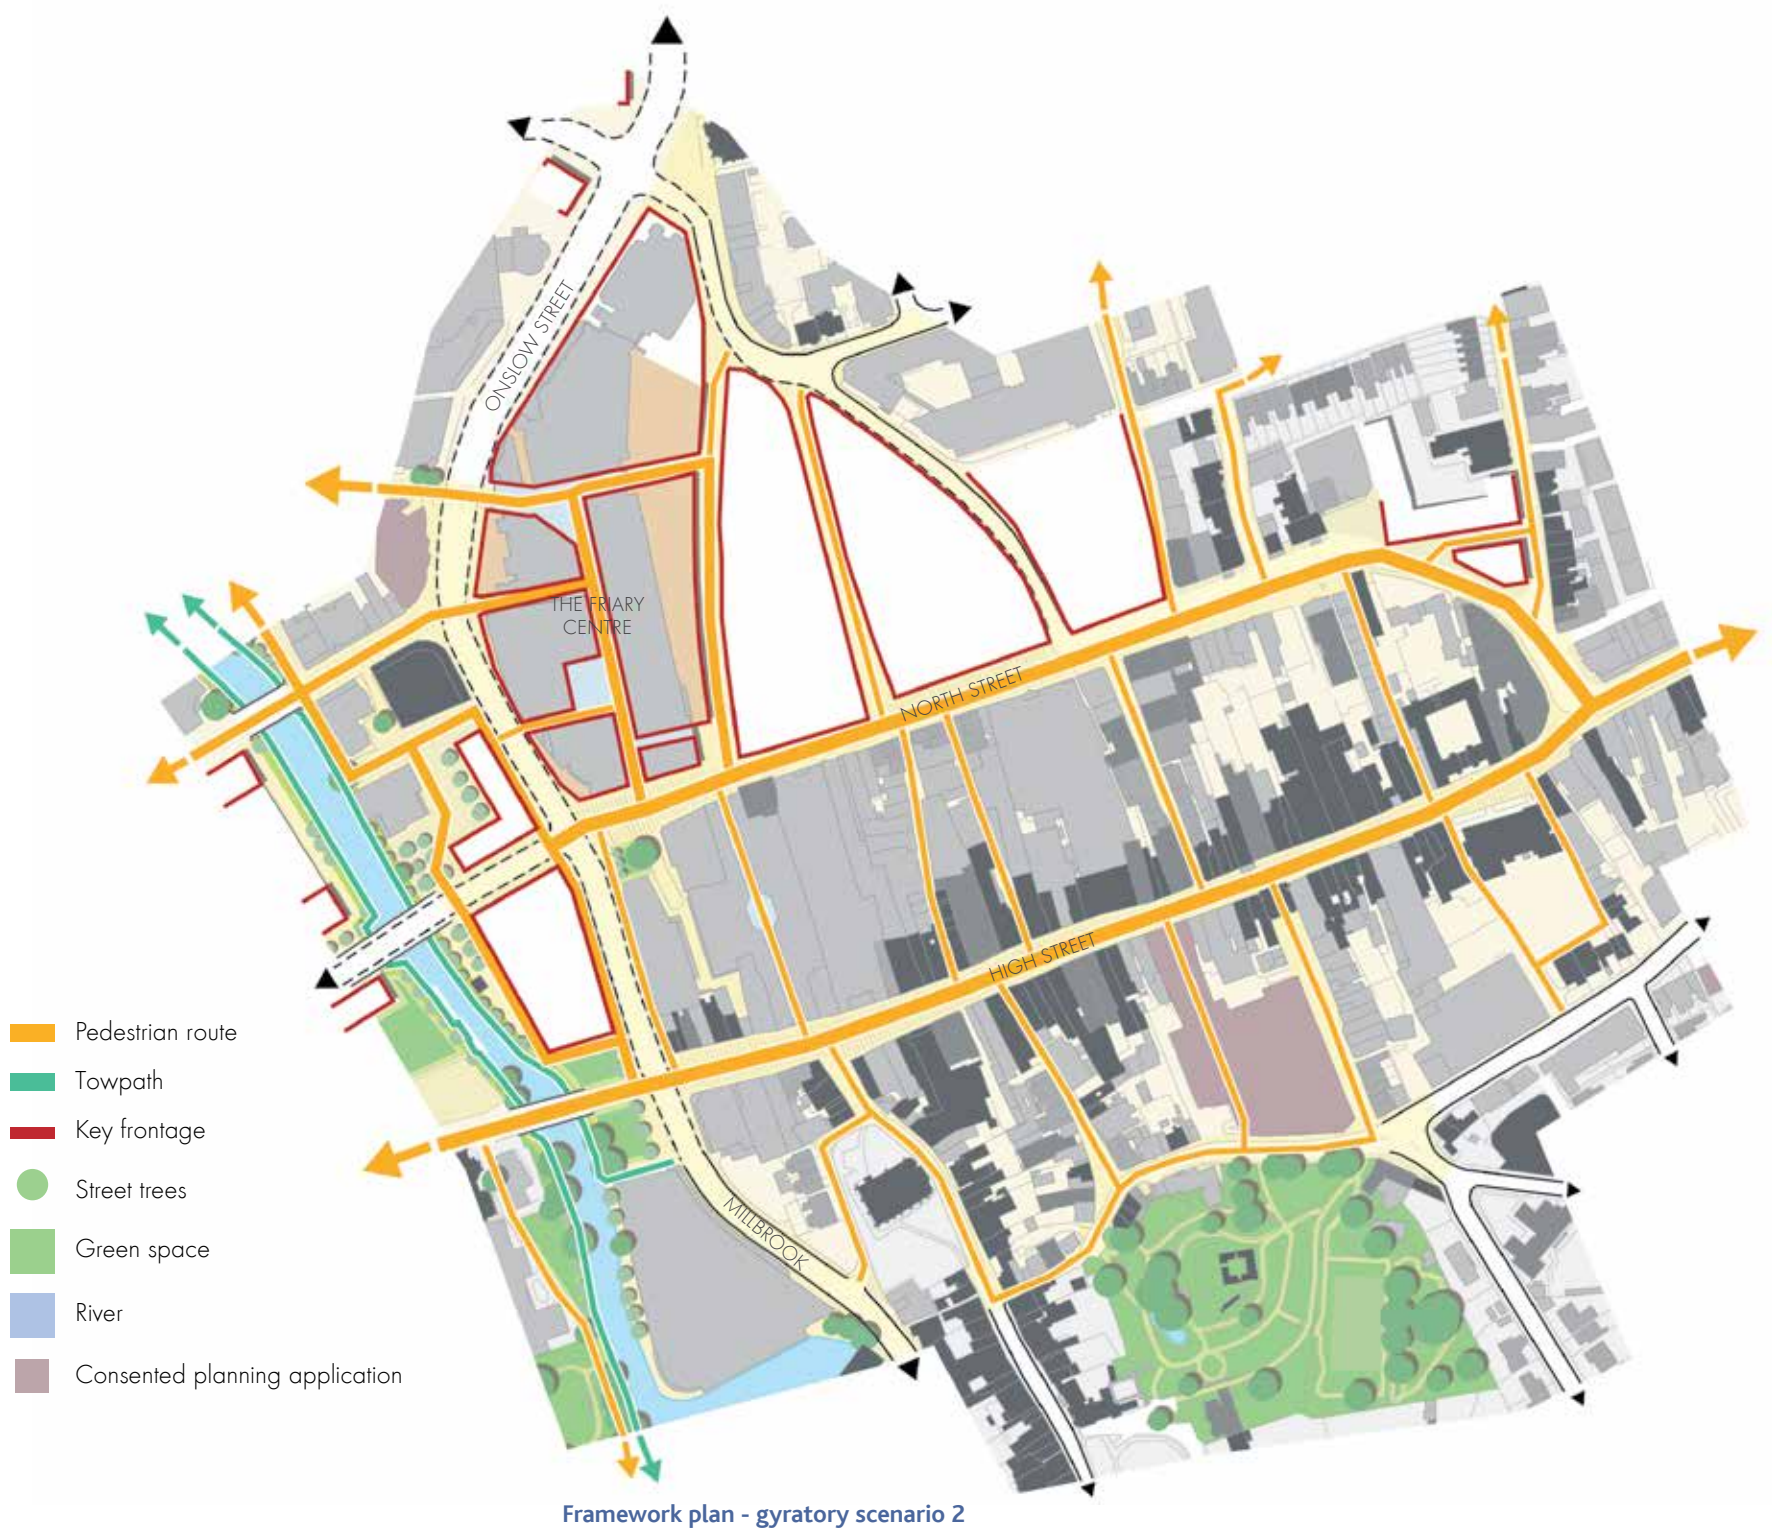 ONSLOW STREET
THE FRIARY
CENTRE
NORTH STREET
HIGH STREET
MILLBROOK
Pedestrian route
Towpath
Key frontage
Street trees
Green space
River
Consented planning application
Framework plan - gyratory scenario 2